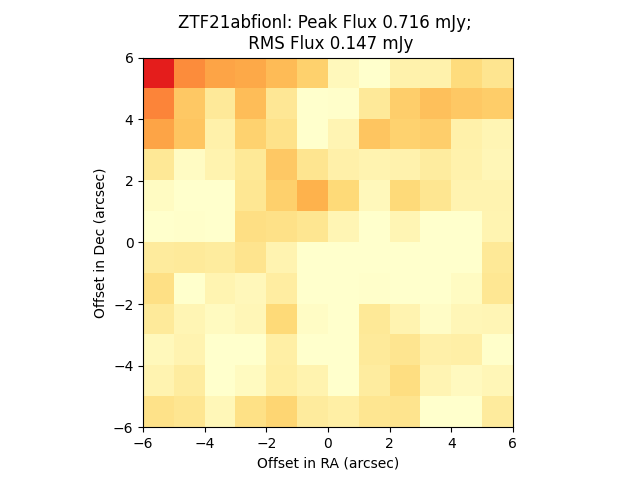 ZTF21abfionl: Peak Flux 0.716 mJy;
RMS Flux 0.147 mJy
6
4
2
0
−2
−4
−6
Offset in Dec (arcsec)
−6 −4 −2 0 2 4 6
Offset in RA (arcsec)